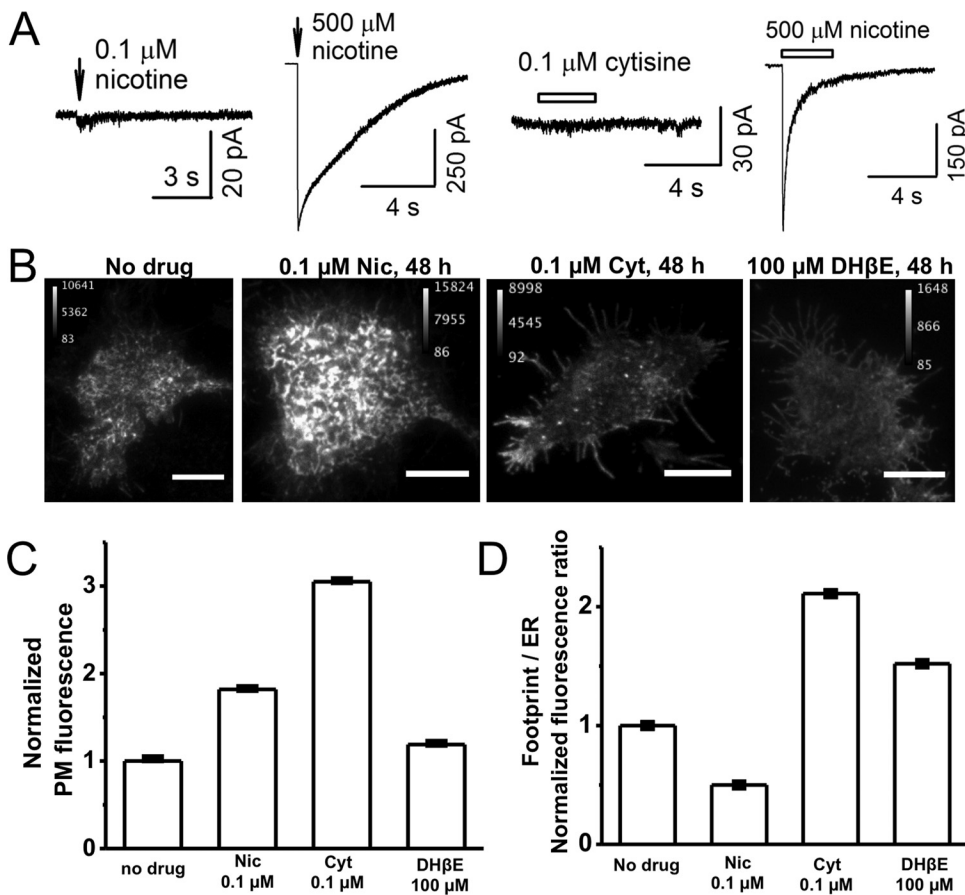 A
0.1 μM
nicotine
3 s
20 pA
500 μM
nicotine
4 s
250 pA
0.1 μM cytisine
4 s
30 pA
500 μM nicotine
4 s
150 pA
B
No drug
10641
5362
83
0.1 μM Nic, 48 h
15824
7955
86
0.1 μM Cyt, 48 h
8998
4545
92
100 μM DHβE, 48 h
1648
866
85
C
Normalized
PM fluorescence
3
2
1
0
no drug
Nic
0.1 μM
Cyt
0.1 μM
DHβE
100 μM
D
Footprint / ER
Normalized fluorescence ratio
2
1
0
No drug
Nic
0.1 μM
Cyt
0.1 μM
DHβE
100 μM